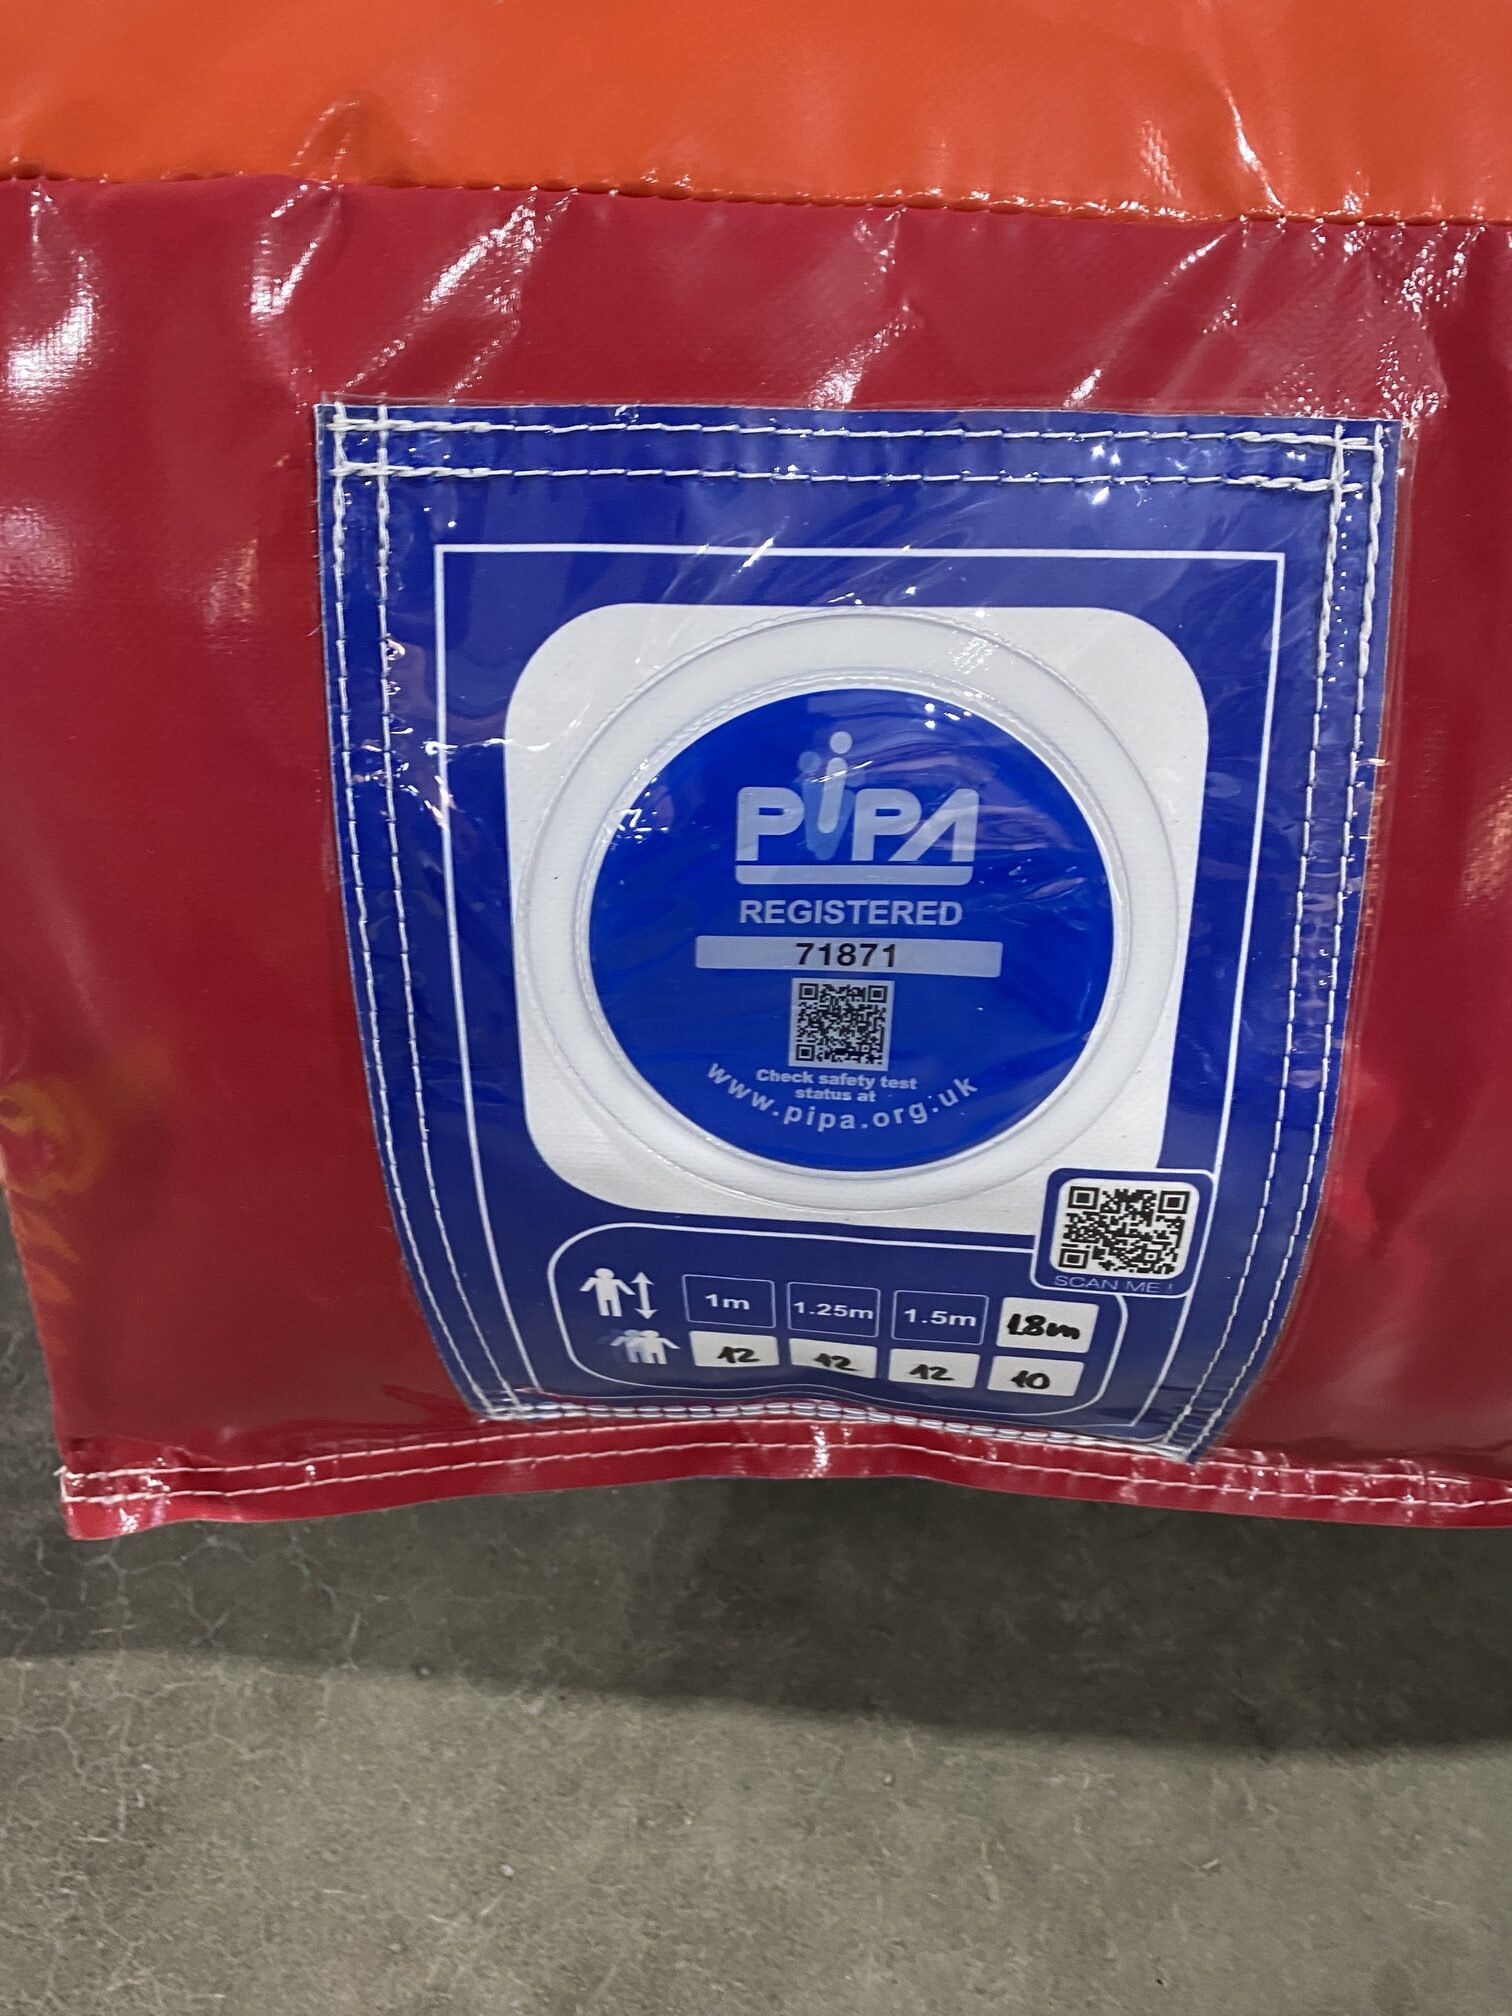 PiPA
REGISTERED
71871
Check safety test
status at
www.pipa.org.uk
SCAN ME !
1m 1.25m 1.5m 1.8m
12 12 12 10